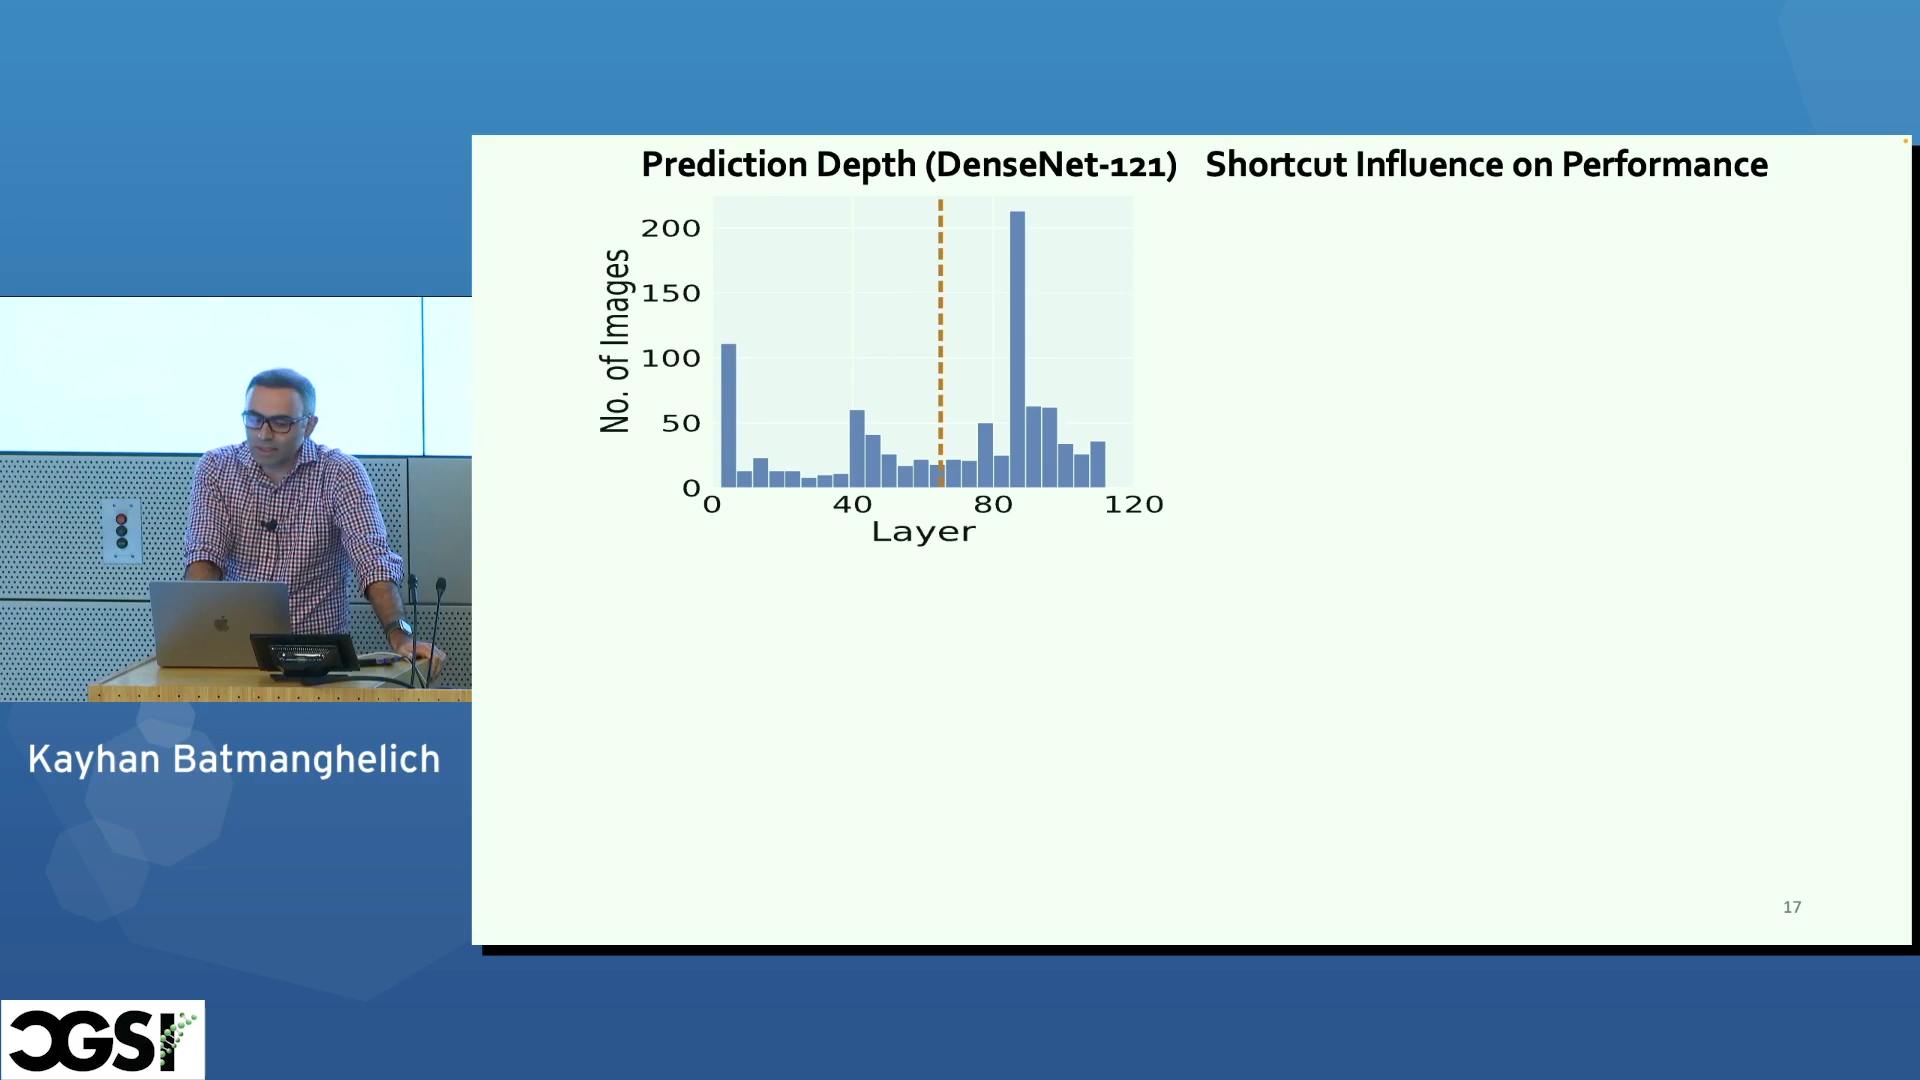 Prediction Depth (DenseNet-121) Shortcut Influence on Performance
No. of Images
200
150
100
50
0
0 40 80 120
Layer
17
Kayhan Batmanghelich
CGSI